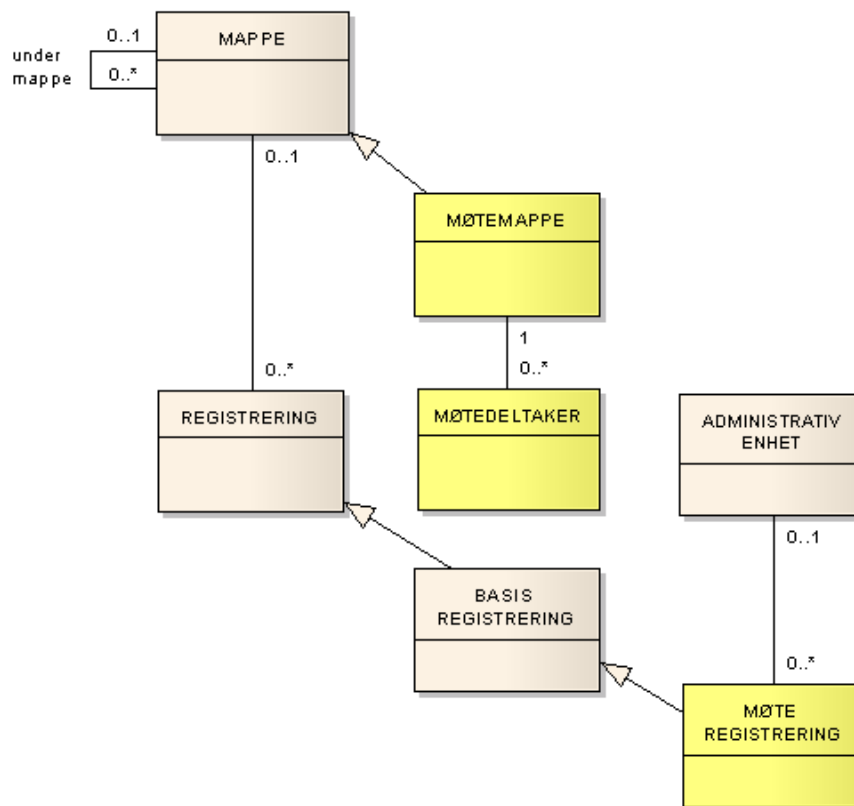 MAPPE
0..1
under
mappe
0..*
0..1
MØTEMAPPE
1
0..*
0..*
REGISTRERING
MØTEDELTAKER
ADMINISTRATIV
ENHET
0..1
BASIS
REGISTRERING
0..*
MØTE
REGISTRERING